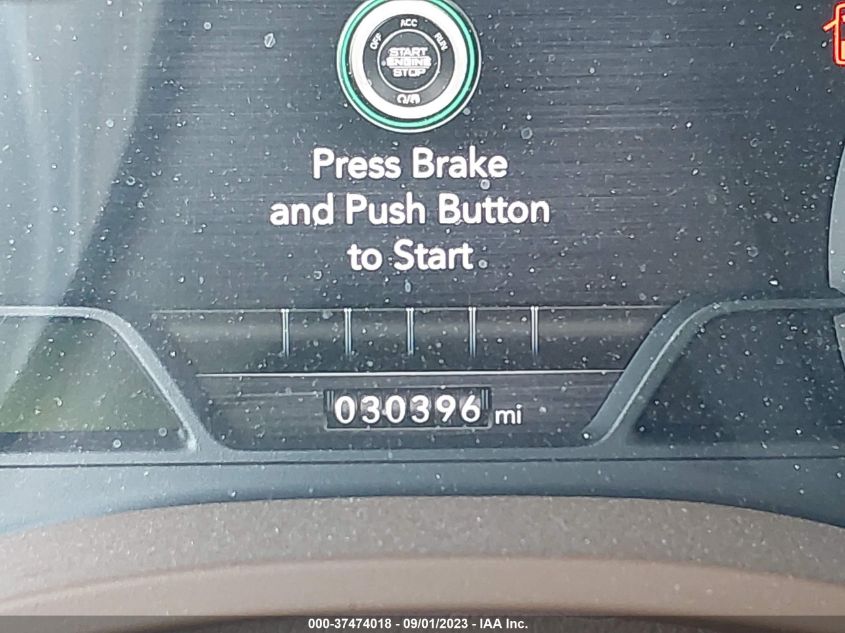 ACC
OFF
RUN
START
ENGINE
STOP
Press Brake
and Push Button
to Start
030396 mi
000-37474018 - 09/01/2023 - IAA Inc.